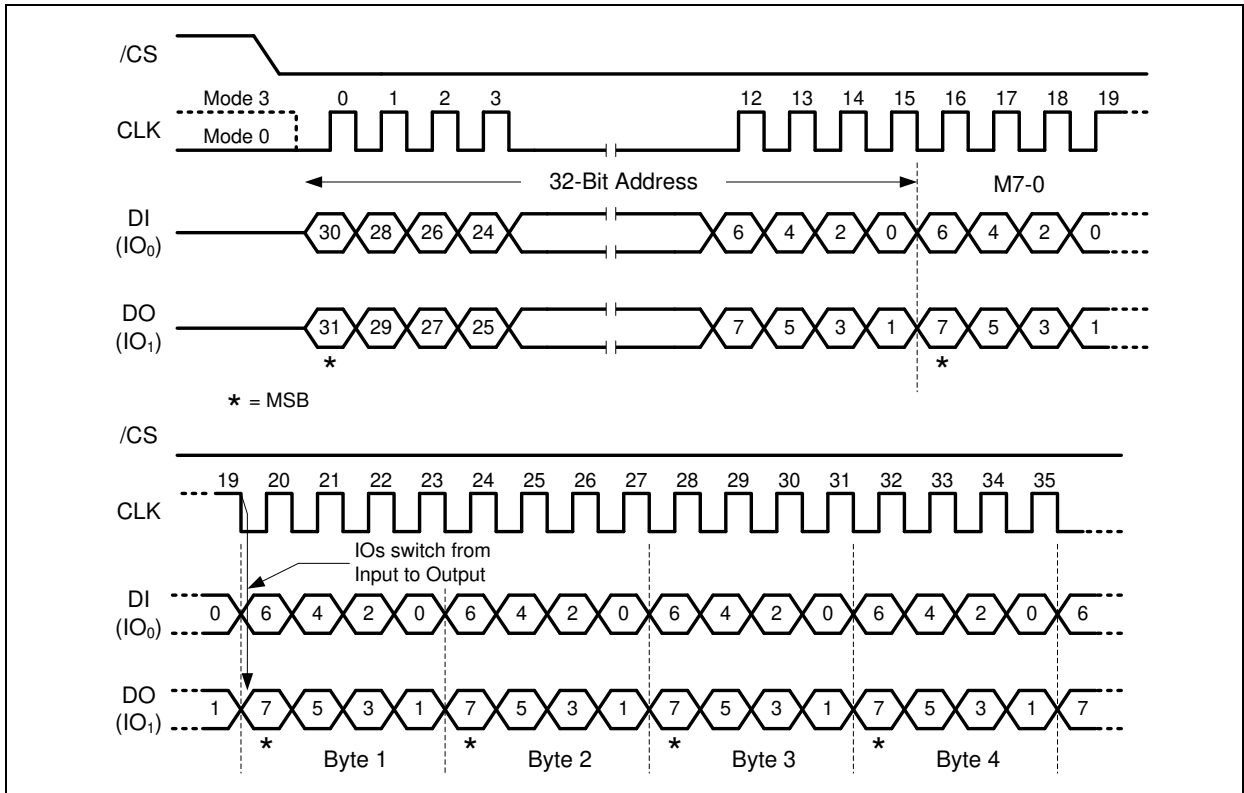 /CS
Mode 3 0 1 2 3 12 13 14 15 16 17 18 19
CLK
Mode 0
32-Bit Address M7-0
DI
(IO0) 30 28 26 24 6 4 2 0 6 4 2 0
DO
(IO1) 31 29 27 25 7 5 3 1 7 5 3 1
* *
* = MSB
/CS
19 20 21 22 23 24 25 26 27 28 29 30 31 32 33 34 35
CLK
IOs switch from
Input to Output
DI
(IO0) 0 6 4 2 0 6 4 2 0 6 4 2 0 6 4 2 0 6
DO
(IO1) 1 7 5 3 1 7 5 3 1 7 5 3 1 7 5 3 1 7
* * * *
Byte 1 Byte 2 Byte 3 Byte 4